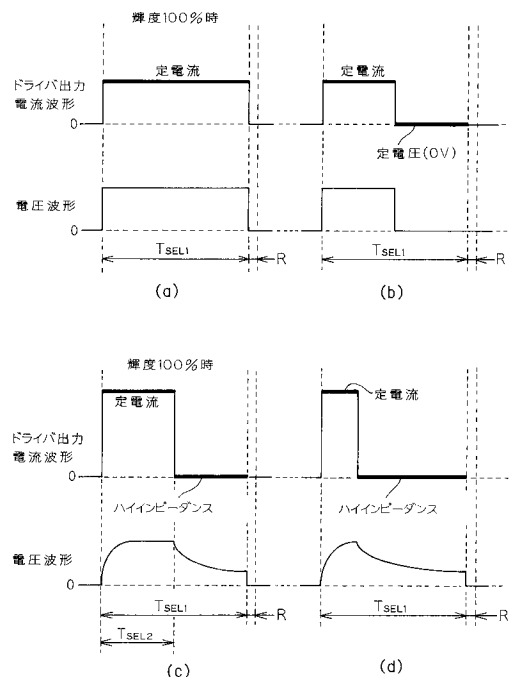 輝度100%時
定電流
定電流
ドライバ出力
電流波形
0
定電圧(0V)
電圧波形
0
TSEL1
R
TSEL1
R
(a)
(b)
輝度100%時
定電流
定電流
ドライバ出力
電流波形
0
ハイインピーダンス
ハイインピーダンス
電圧波形
0
TSEL1
R
TSEL1
R
TSEL2
(c)
(d)